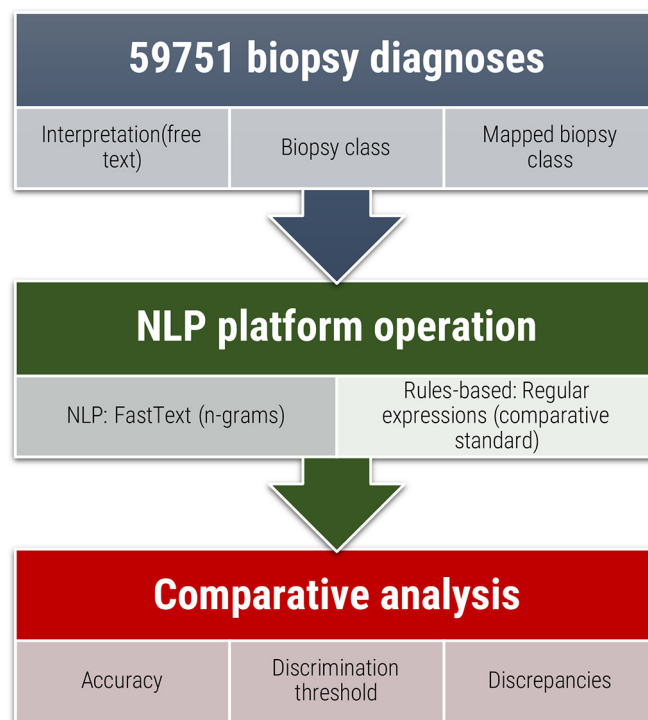 59751 biopsy diagnoses
Interpretation(free
text)
Biopsy class
Mapped biopsy
class
NLP platform operation
NLP: FastText (n-grams)
Rules-based: Regular
expressions (comparative
standard)
Comparative analysis
Accuracy
Discrimination
threshold
Discrepancies